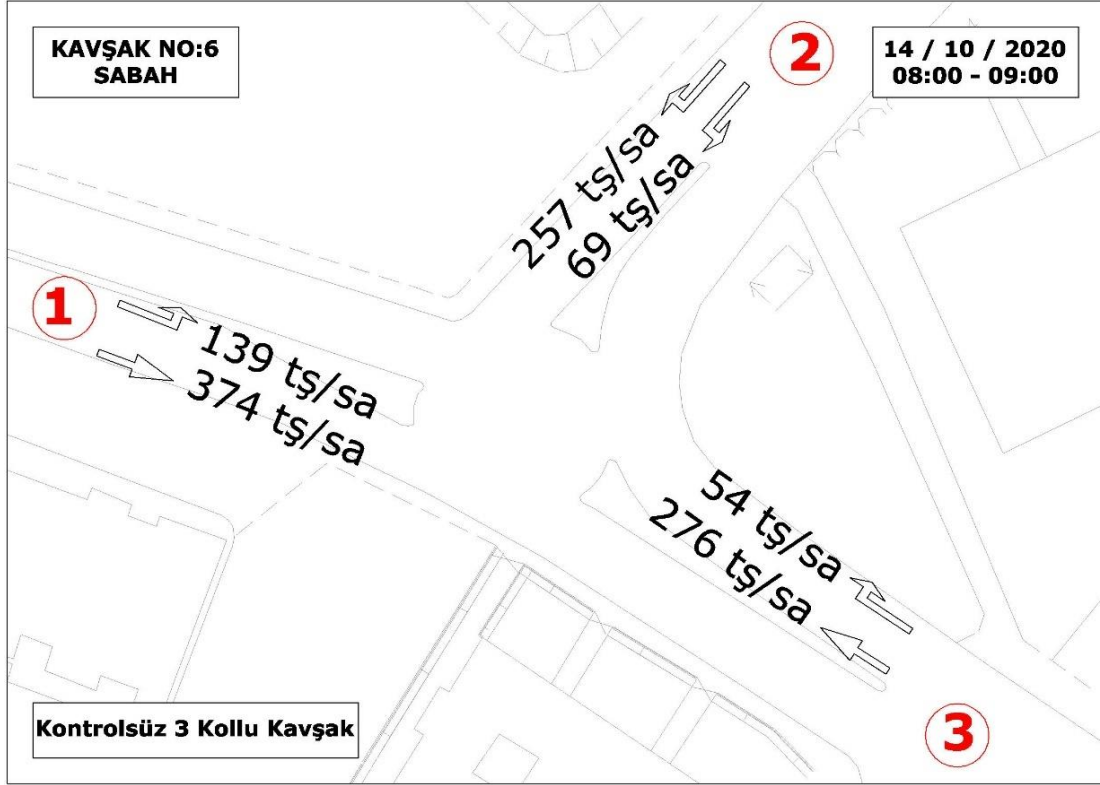 KAVŞAK NO:6
SABAH
2
14 / 10 / 2020
08:00 - 09:00
257 tş/sa
69 tş/sa
1
139 tş/sa
374 tş/sa
54 tş/sa
276 tş/sa
Kontrolsüz 3 Kollu Kavşak
3